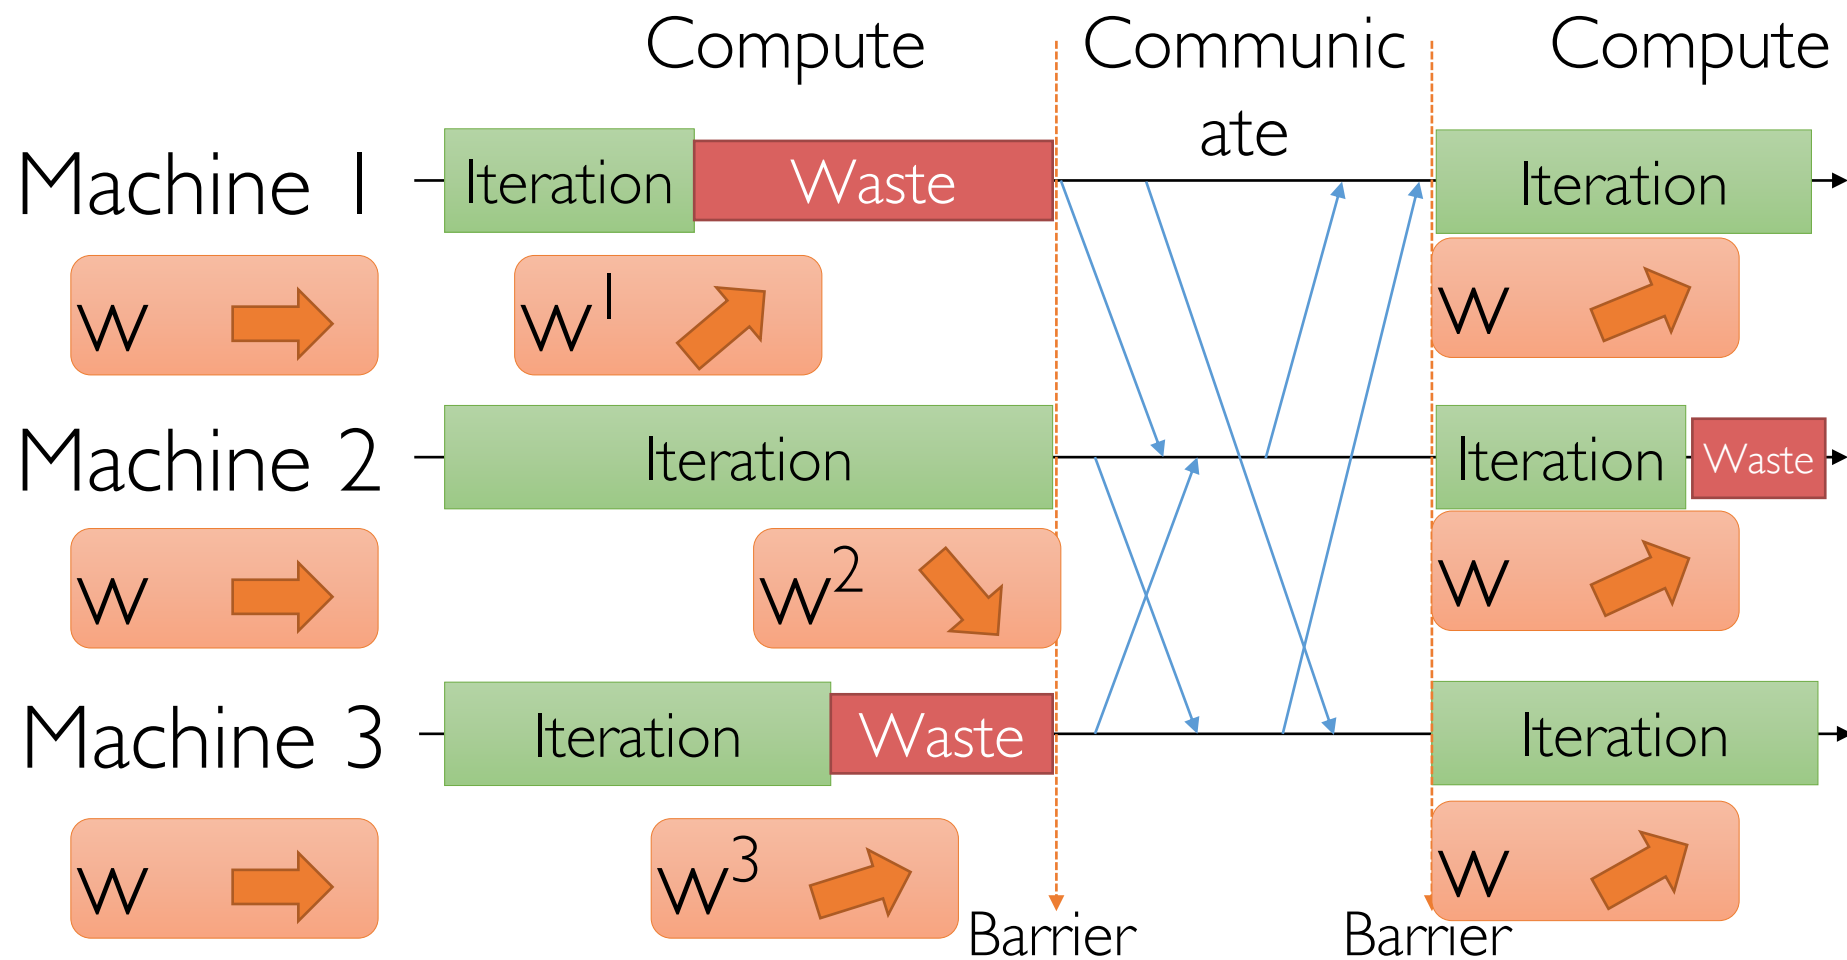 Compute Communic Compute
ate
Machine 1 Iteration Waste Iteration
w w1 w
Machine 2 Iteration Iteration Waste
w w2 w
Machine 3 Iteration Waste Iteration
w w3 w
Barrier Barrier